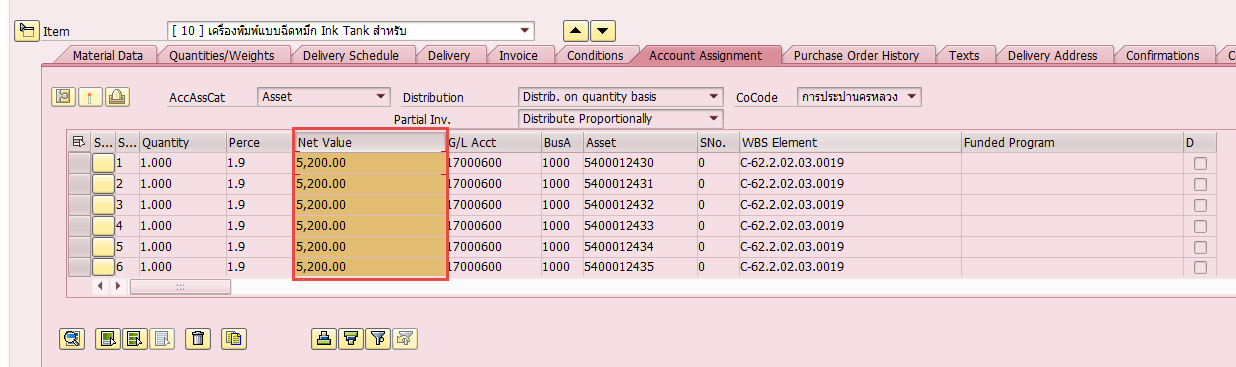 Item [ 10 ] เครื่องพิมพ์แบบฉีดหมึก Ink Tank สำหรับ
Material Data Quantities/Weights Delivery Schedule Delivery Invoice Conditions Account Assignment Purchase Order History Texts Delivery Address Confirmations C
AccAssCat Asset Distribution Distrib. on quantity basis CoCode การประปานครหลวง
Partial Inv. Distribute Proportionally
S... S... Quantity Perce Net Value G/L Acct BusA Asset SNo. WBS Element Funded Program D
1 1.000 1.9 5,200.00 17000600 1000 5400012430 0 C-62.2.02.03.0019
2 1.000 1.9 5,200.00 17000600 1000 5400012431 0 C-62.2.02.03.0019
3 1.000 1.9 5,200.00 17000600 1000 5400012432 0 C-62.2.02.03.0019
4 1.000 1.9 5,200.00 17000600 1000 5400012433 0 C-62.2.02.03.0019
5 1.000 1.9 5,200.00 17000600 1000 5400012434 0 C-62.2.02.03.0019
6 1.000 1.9 5,200.00 17000600 1000 5400012435 0 C-62.2.02.03.0019